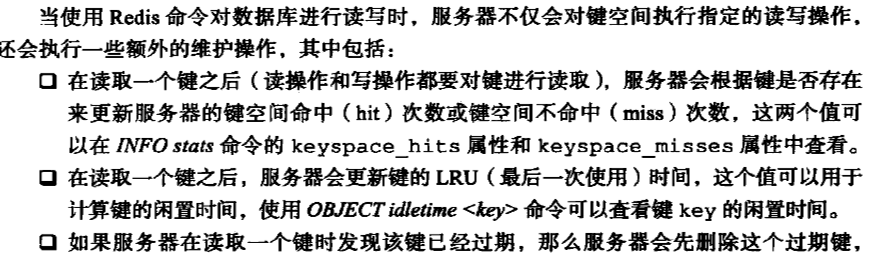 当使用 Redis 命令对数据库进行读写时，服务器不仅会对键空间执行指定的读写操作，
还会执行一些额外的维护操作，其中包括：
❏ 在读取一个键之后（读操作和写操作都要对键进行读取），服务器会根据键是否存在
来更新服务器的键空间命中（hit）次数或键空间不命中（miss）次数，这两个值可
以在 INFO stats 命令的 keyspace_hits 属性和 keyspace_misses 属性中查看。
❏ 在读取一个键之后，服务器会更新键的 LRU（最后一次使用）时间，这个值可以用于
计算键的闲置时间，使用 OBJECT idletime <key> 命令可以查看键 key 的闲置时间。
❏ 如果服务器在读取一个键时发现该键已经过期，那么服务器会先删除这个过期键，